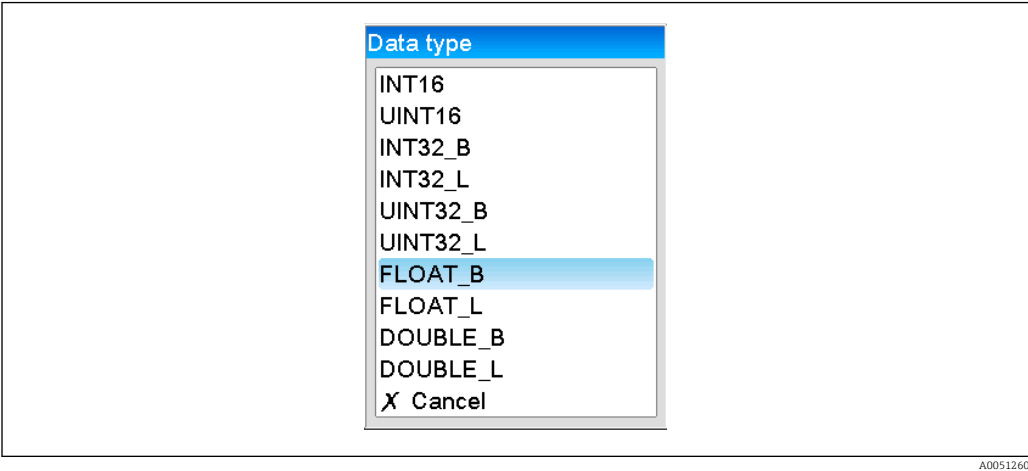 Data type
INT16
UINT16
INT32_B
INT32_L
UINT32_B
UINT32_L
FLOAT_B
FLOAT_L
DOUBLE_B
DOUBLE_L
X Cancel
A0051260